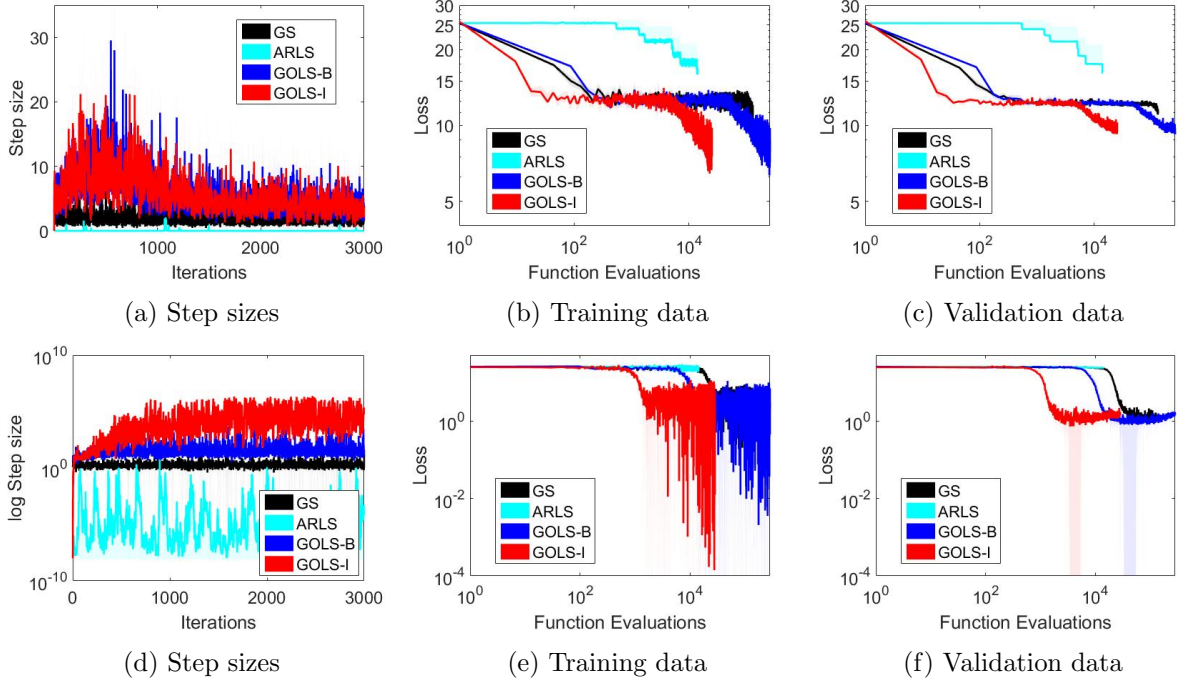 30
20
10
0
Step size
1000
2000
3000
Iterations
GS
ARLS
GOLS-B
GOLS-I
(a) Step sizes
30
25
20
15
10
5
Loss
10^0
10^2
10^4
Function Evaluations
GS
ARLS
GOLS-B
GOLS-I
(b) Training data
30
25
20
15
10
5
Loss
10^0
10^2
10^4
Function Evaluations
GS
ARLS
GOLS-B
GOLS-I
(c) Validation data
10^10
10^0
10^-10
log Step size
0
1000
2000
3000
Iterations
GS
ARLS
GOLS-B
GOLS-I
(d) Step sizes
10^0
10^-2
10^-4
Loss
10^0
10^2
10^4
Function Evaluations
GS
ARLS
GOLS-B
GOLS-I
(e) Training data
10^0
10^-2
10^-4
Loss
10^0
10^2
10^4
Function Evaluations
GS
ARLS
GOLS-B
GOLS-I
(f) Validation data